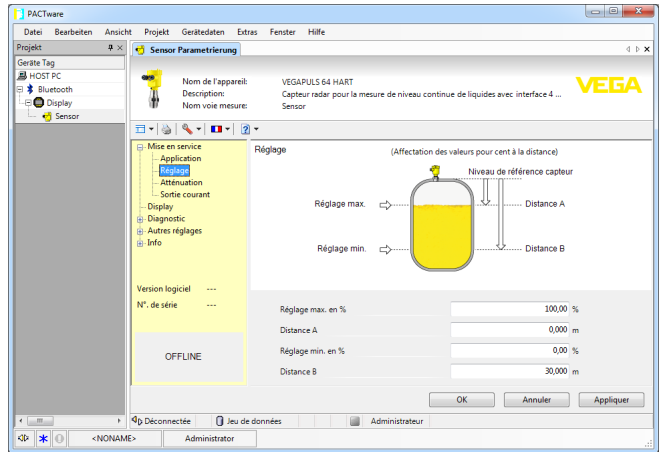 PACTware
Datei Bearbeiten Ansicht Projekt Gerätedaten Extras Fenster Hilfe
Projekt
Sensor Parametrierung
Geräte Tag
HOST PC
Bluetooth
Display
Sensor
Nom de l'appareil: VEGAPULS 64 HART
Description: Capteur radar pour la mesure de niveau continue de liquides avec interface 4 ...
Nom voie mesure: Sensor
VEGA
Mise en service
Application
Réglage
Atténuation
Sortie courant
Display
Diagnostic
Autres réglages
Info
Version logiciel ---
N°. de série ---
OFFLINE
Réglage
(Affectation des valeurs pour cent à la distance)
Niveau de référence capteur
Réglage max. Distance A
Réglage min. Distance B
Réglage max. en % 100,00 %
Distance A 0,000 m
Réglage min. en % 0,00 %
Distance B 30,000 m
OK Annuler Appliquer
Déconnectée Jeu de données Administrateur
<NONAME> Administrator